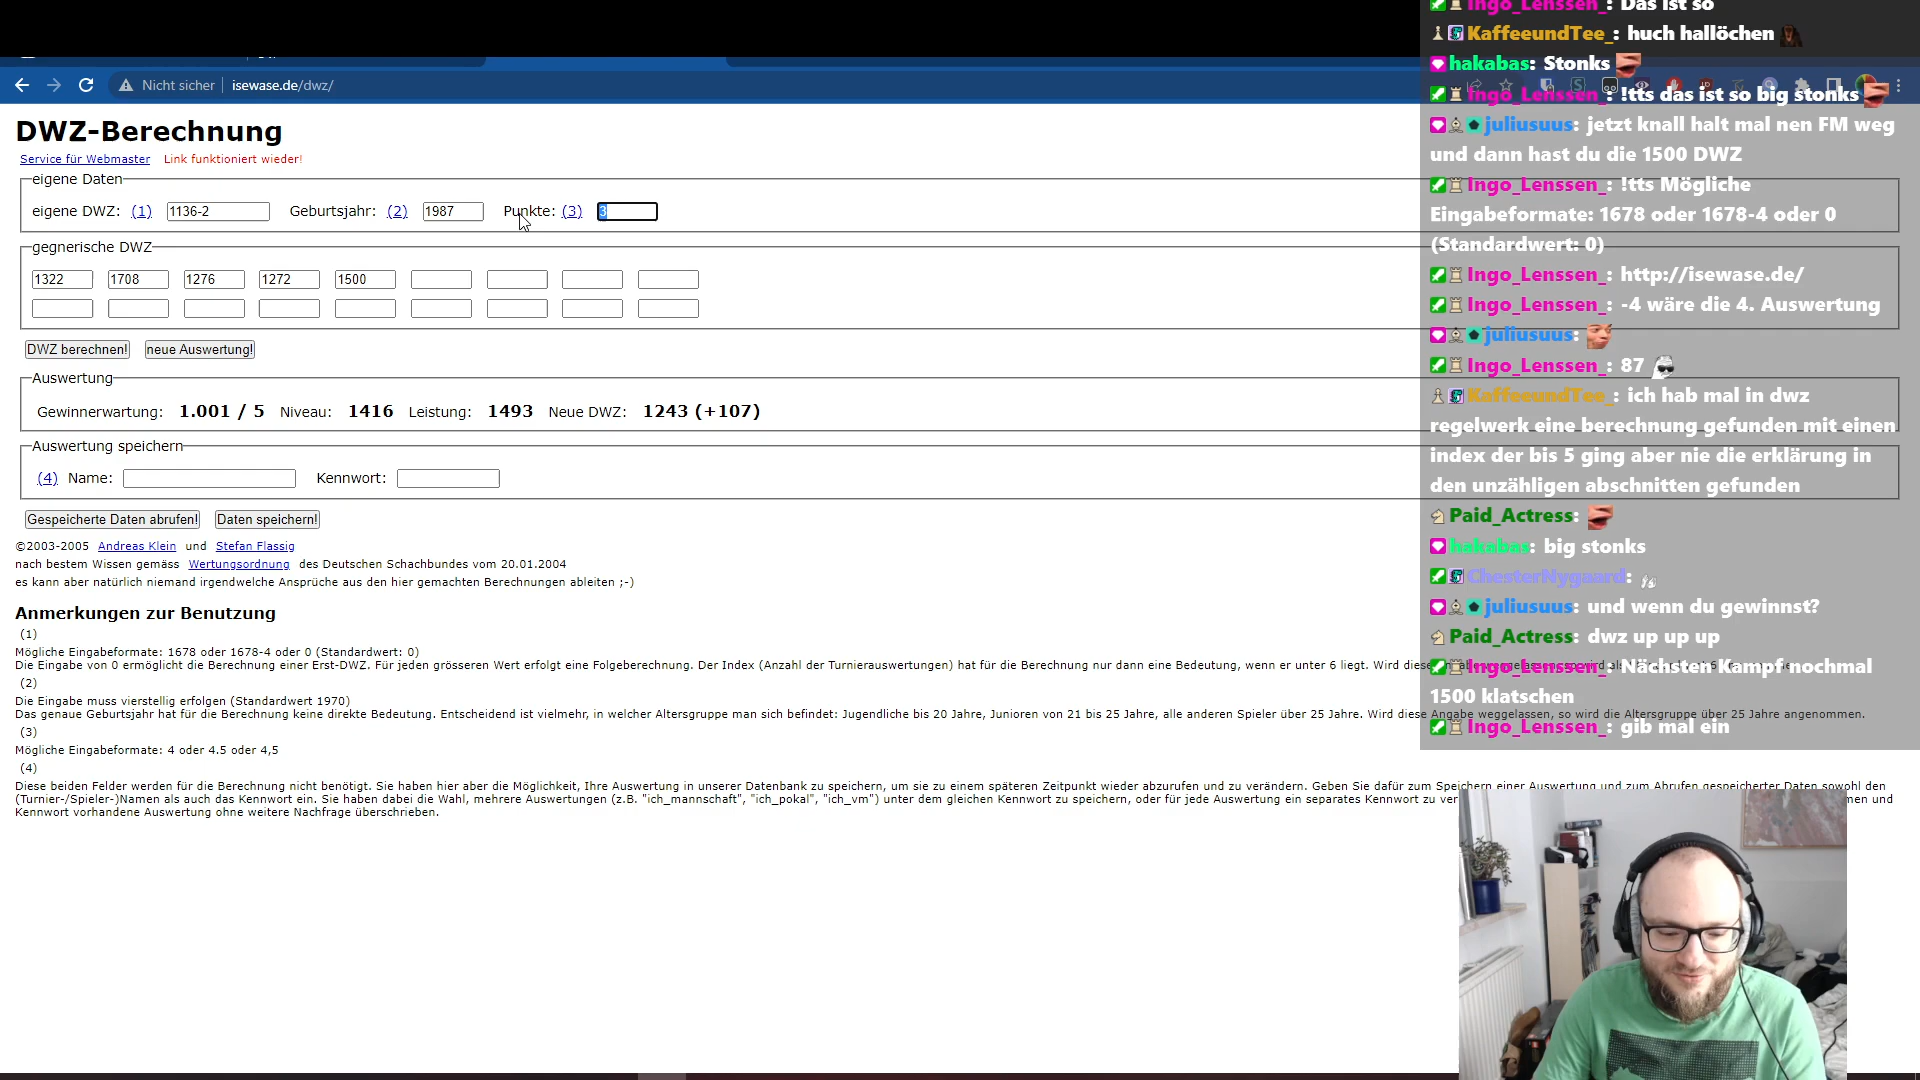 Nicht sicher isewase.de/dwz/
DWZ-Berechnung
Service für Webmaster Link funktioniert wieder!
eigene Daten
eigene DWZ: (1) 1136-2 Geburtsjahr: (2) 1987 Punkte: (3) 3
gegnerische DWZ
1322 1708 1276 1272 1500
DWZ berechnen! neue Auswertung!
Auswertung
Gewinnerwartung: 1.001 / 5 Niveau: 1416 Leistung: 1493 Neue DWZ: 1243 (+107)
Auswertung speichern
(4) Name: Kennwort:
Gespeicherte Daten abrufen! Daten speichern!
©2003-2005 Andreas Klein und Stefan Flassig
nach bestem Wissen gemäss Wertungsordnung des Deutschen Schachbundes vom 20.01.2004
es kann aber natürlich niemand irgendwelche Ansprüche aus den hier gemachten Berechnungen ableiten ;-)
Anmerkungen zur Benutzung
(1)
Mögliche Eingabeformate: 1678 oder 1678-4 oder 0 (Standardwert: 0)
Die Eingabe von 0 ermöglicht die Berechnung einer Erst-DWZ. Für jeden grösseren Wert erfolgt eine Folgeberechnung. Der Index (Anzahl der Turnierauswertungen) hat für die Berechnung nur dann eine Bedeutung, wenn er unter 6 liegt. Wird diese
(2)
Die Eingabe muss vierstellig erfolgen (Standardwert 1970)
Das genaue Geburtsjahr hat für die Berechnung keine direkte Bedeutung. Entscheidend ist vielmehr, in welcher Altersgruppe man sich befindet: Jugendliche bis 20 Jahre, Junioren von 21 bis 25 Jahre, alle anderen Spieler über 25 Jahre. Wird diese Angabe weggelassen, so wird die Altersgruppe über 25 Jahre angenommen.
(3)
Mögliche Eingabeformate: 4 oder 4.5 oder 4,5
(4)
Diese beiden Felder werden für die Berechnung nicht benötigt. Sie haben hier aber die Möglichkeit, Ihre Auswertung in unserer Datenbank zu speichern, um sie zu einem späteren Zeitpunkt wieder abzurufen und zu verändern. Geben Sie dafür zum Speichern einer Auswertung und zum Abrufen gespeicherter Daten sowohl den
(Turnier-/Spieler-)Namen als auch das Kennwort ein. Sie haben dabei die Wahl, mehrere Auswertungen (z.B. "ich_mannschaft", "ich_pokal", "ich_vm") unter dem gleichen Kennwort zu speichern, oder für jede Auswertung ein separates Kennwort zu ver men und
Kennwort vorhandene Auswertung ohne weitere Nachfrage überschrieben.
Ingo_Lenssen_: Das ist so
KaffeeundTee_: huch hallöchen
hakabas: Stonks
Ingo_Lenssen_: !tts das ist so big stonks
juliusuus: jetzt knall halt mal nen FM weg
und dann hast du die 1500 DWZ
Ingo_Lenssen_: !tts Mögliche
Eingabeformate: 1678 oder 1678-4 oder 0
(Standardwert: 0)
Ingo_Lenssen_: http://isewase.de/
Ingo_Lenssen_: -4 wäre die 4. Auswertung
juliusuus:
Ingo_Lenssen_: 87
KaffeeundTee_: ich hab mal in dwz
regelwerk eine berechnung gefunden mit einen
index der bis 5 ging aber nie die erklärung in
den unzähligen abschnitten gefunden
Paid_Actress:
hakabas: big stonks
ChesterNygaard:
juliusuus: und wenn du gewinnst?
Paid_Actress: dwz up up up
Ingo_Lenssen_: Nächsten Kampf nochmal
1500 klatschen
Ingo_Lenssen_: gib mal ein